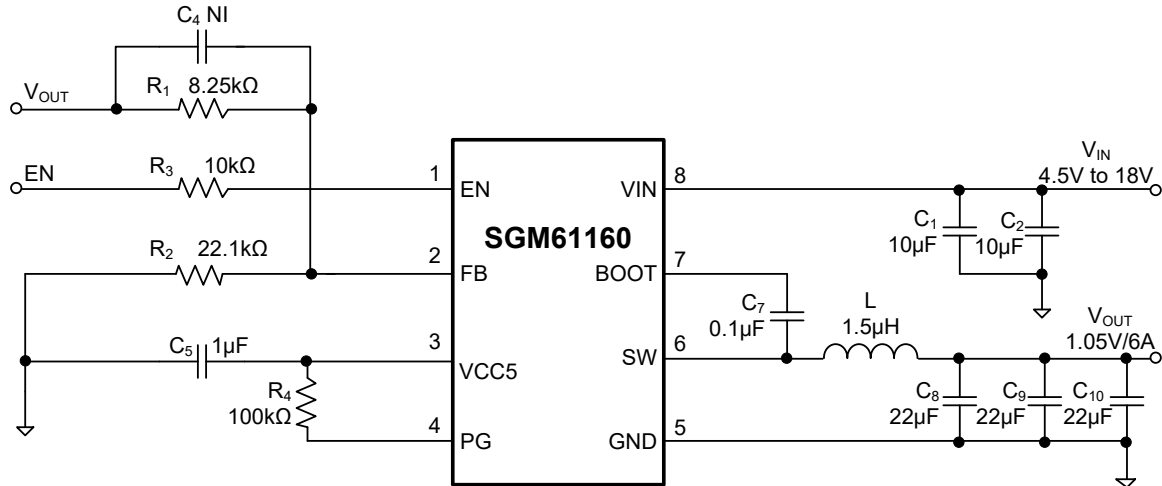 C4 NI
VOUT
R1 8.25kΩ
EN
R3 10kΩ
R2 22.1kΩ
C5 1µF
R4
100kΩ
1
2
3
4
EN
FB
VCC5
PG
SGM61160
VIN
BOOT
SW
GND
8
7
6
5
VIN
4.5V to 18V
C1
10µF
C2
10µF
C7
0.1µF
L
1.5µH
VOUT
1.05V/6A
C8
22µF
C9
22µF
C10
22µF